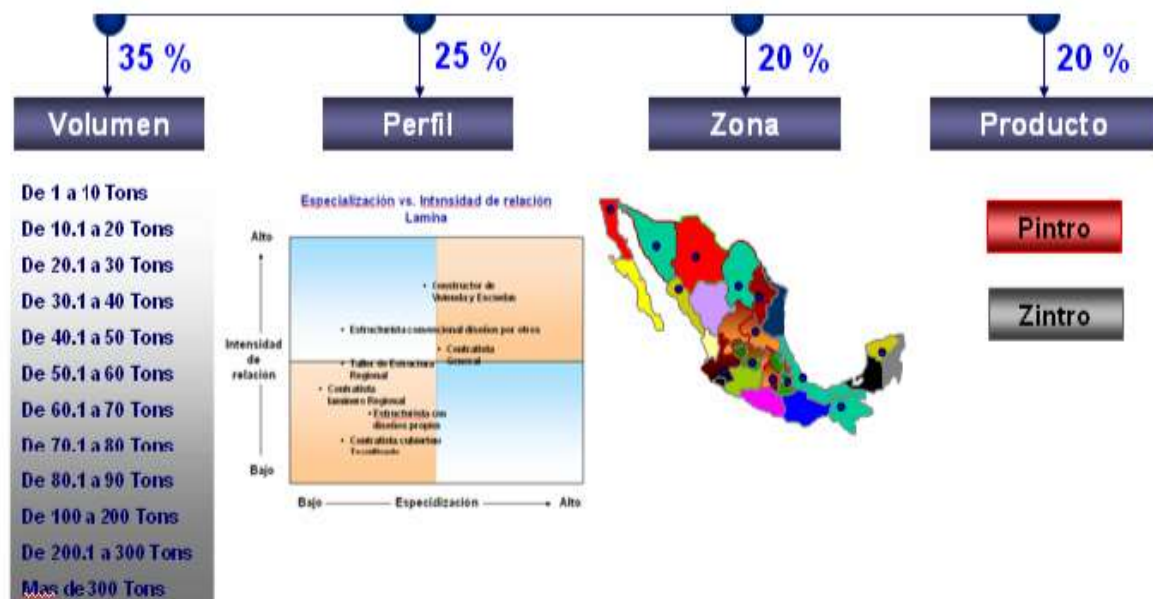 35 %
25 %
20 %
20 %
Volumen
Perfil
Zona
Producto
De 1 a 10 Tons
De 10.1 a 20 Tons
De 20.1 a 30 Tons
De 30.1 a 40 Tons
De 40.1 a 50 Tons
De 50.1 a 60 Tons
De 60.1 a 70 Tons
De 70.1 a 80 Tons
De 80.1 a 90 Tons
De 100 a 200 Tons
De 200.1 a 300 Tons
Mas de 300 Tons
Especialización vs. Intensidad de relación
Lamina
Alto
Intensidad
de
relación
Bajo
• Constructor de
Vivienda y Escuelas
• Estructurista convencional diseños por otros
• Contratista
General
• Taller de Estructura
Regional
• Contratista
laminero Regional
• Estructurista con
diseños propios
• Contratista cubiertas
Bajo
Especidización
Alto
Pintro
Zintro